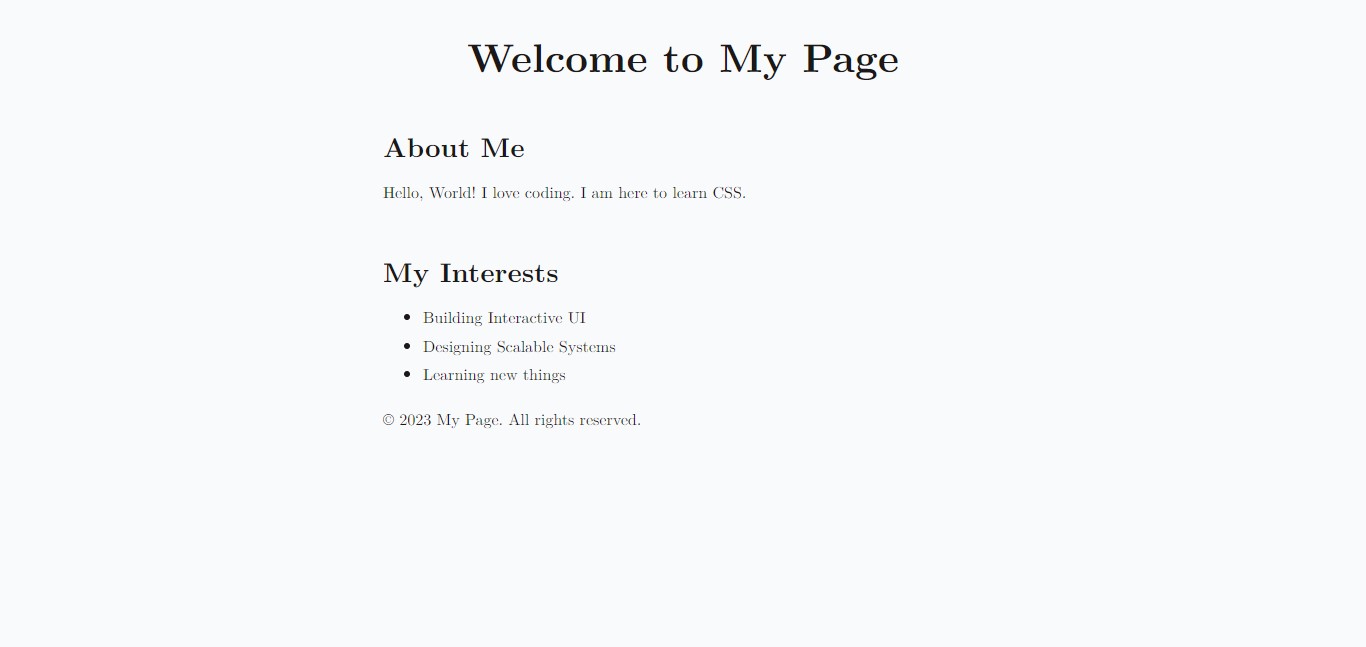 Welcome to My Page
About Me
Hello, World! I love coding. I am here to learn CSS.
My Interests
Building Interactive UI
Designing Scalable Systems
Learning new things
© 2023 My Page. All rights reserved.